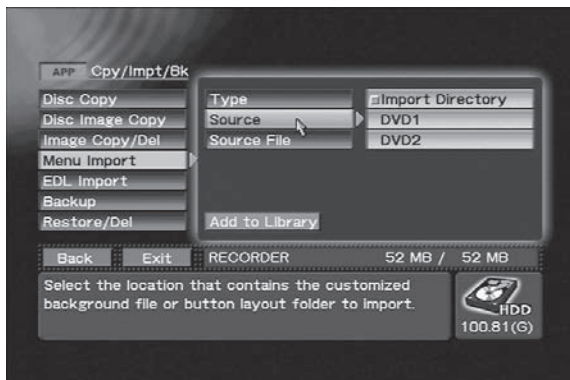 APP Cpy/Impt/Bk
Disc Copy
Disc Image Copy
Image Copy/Del
Menu Import
EDL Import
Backup
Restore/Del
Type
Source
Source File
Import Directory
DVD1
DVD2
Add to Library
Back Exit RECORDER 52 MB / 52 MB
Select the location that contains the customized
background file or button layout folder to import.
HDD
100.81(G)